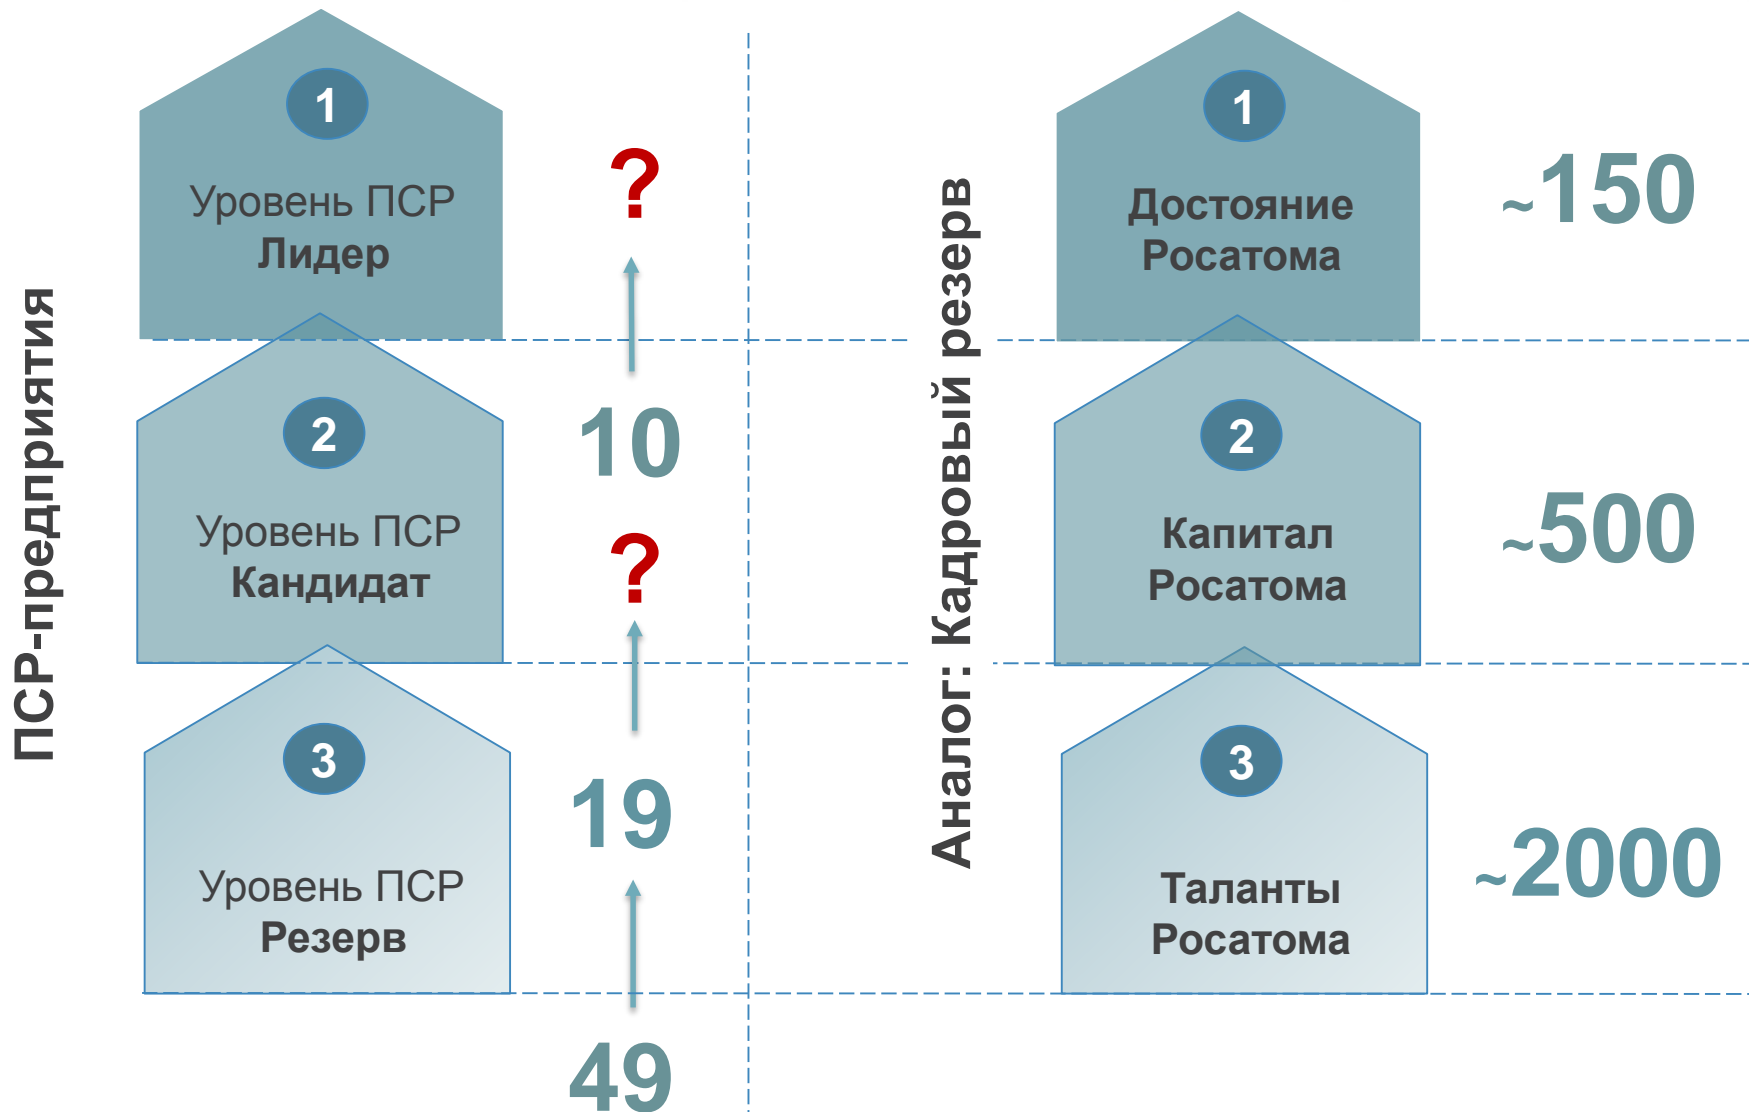 ПСР-предприятия
1
Уровень ПСР
Лидер
?
2
Уровень ПСР
Кандидат
10
?
3
Уровень ПСР
Резерв
19
49
Аналог: Кадровый резерв
1
Достояние
Росатома
~150
2
Капитал
Росатома
~500
3
Таланты
Росатома
~2000